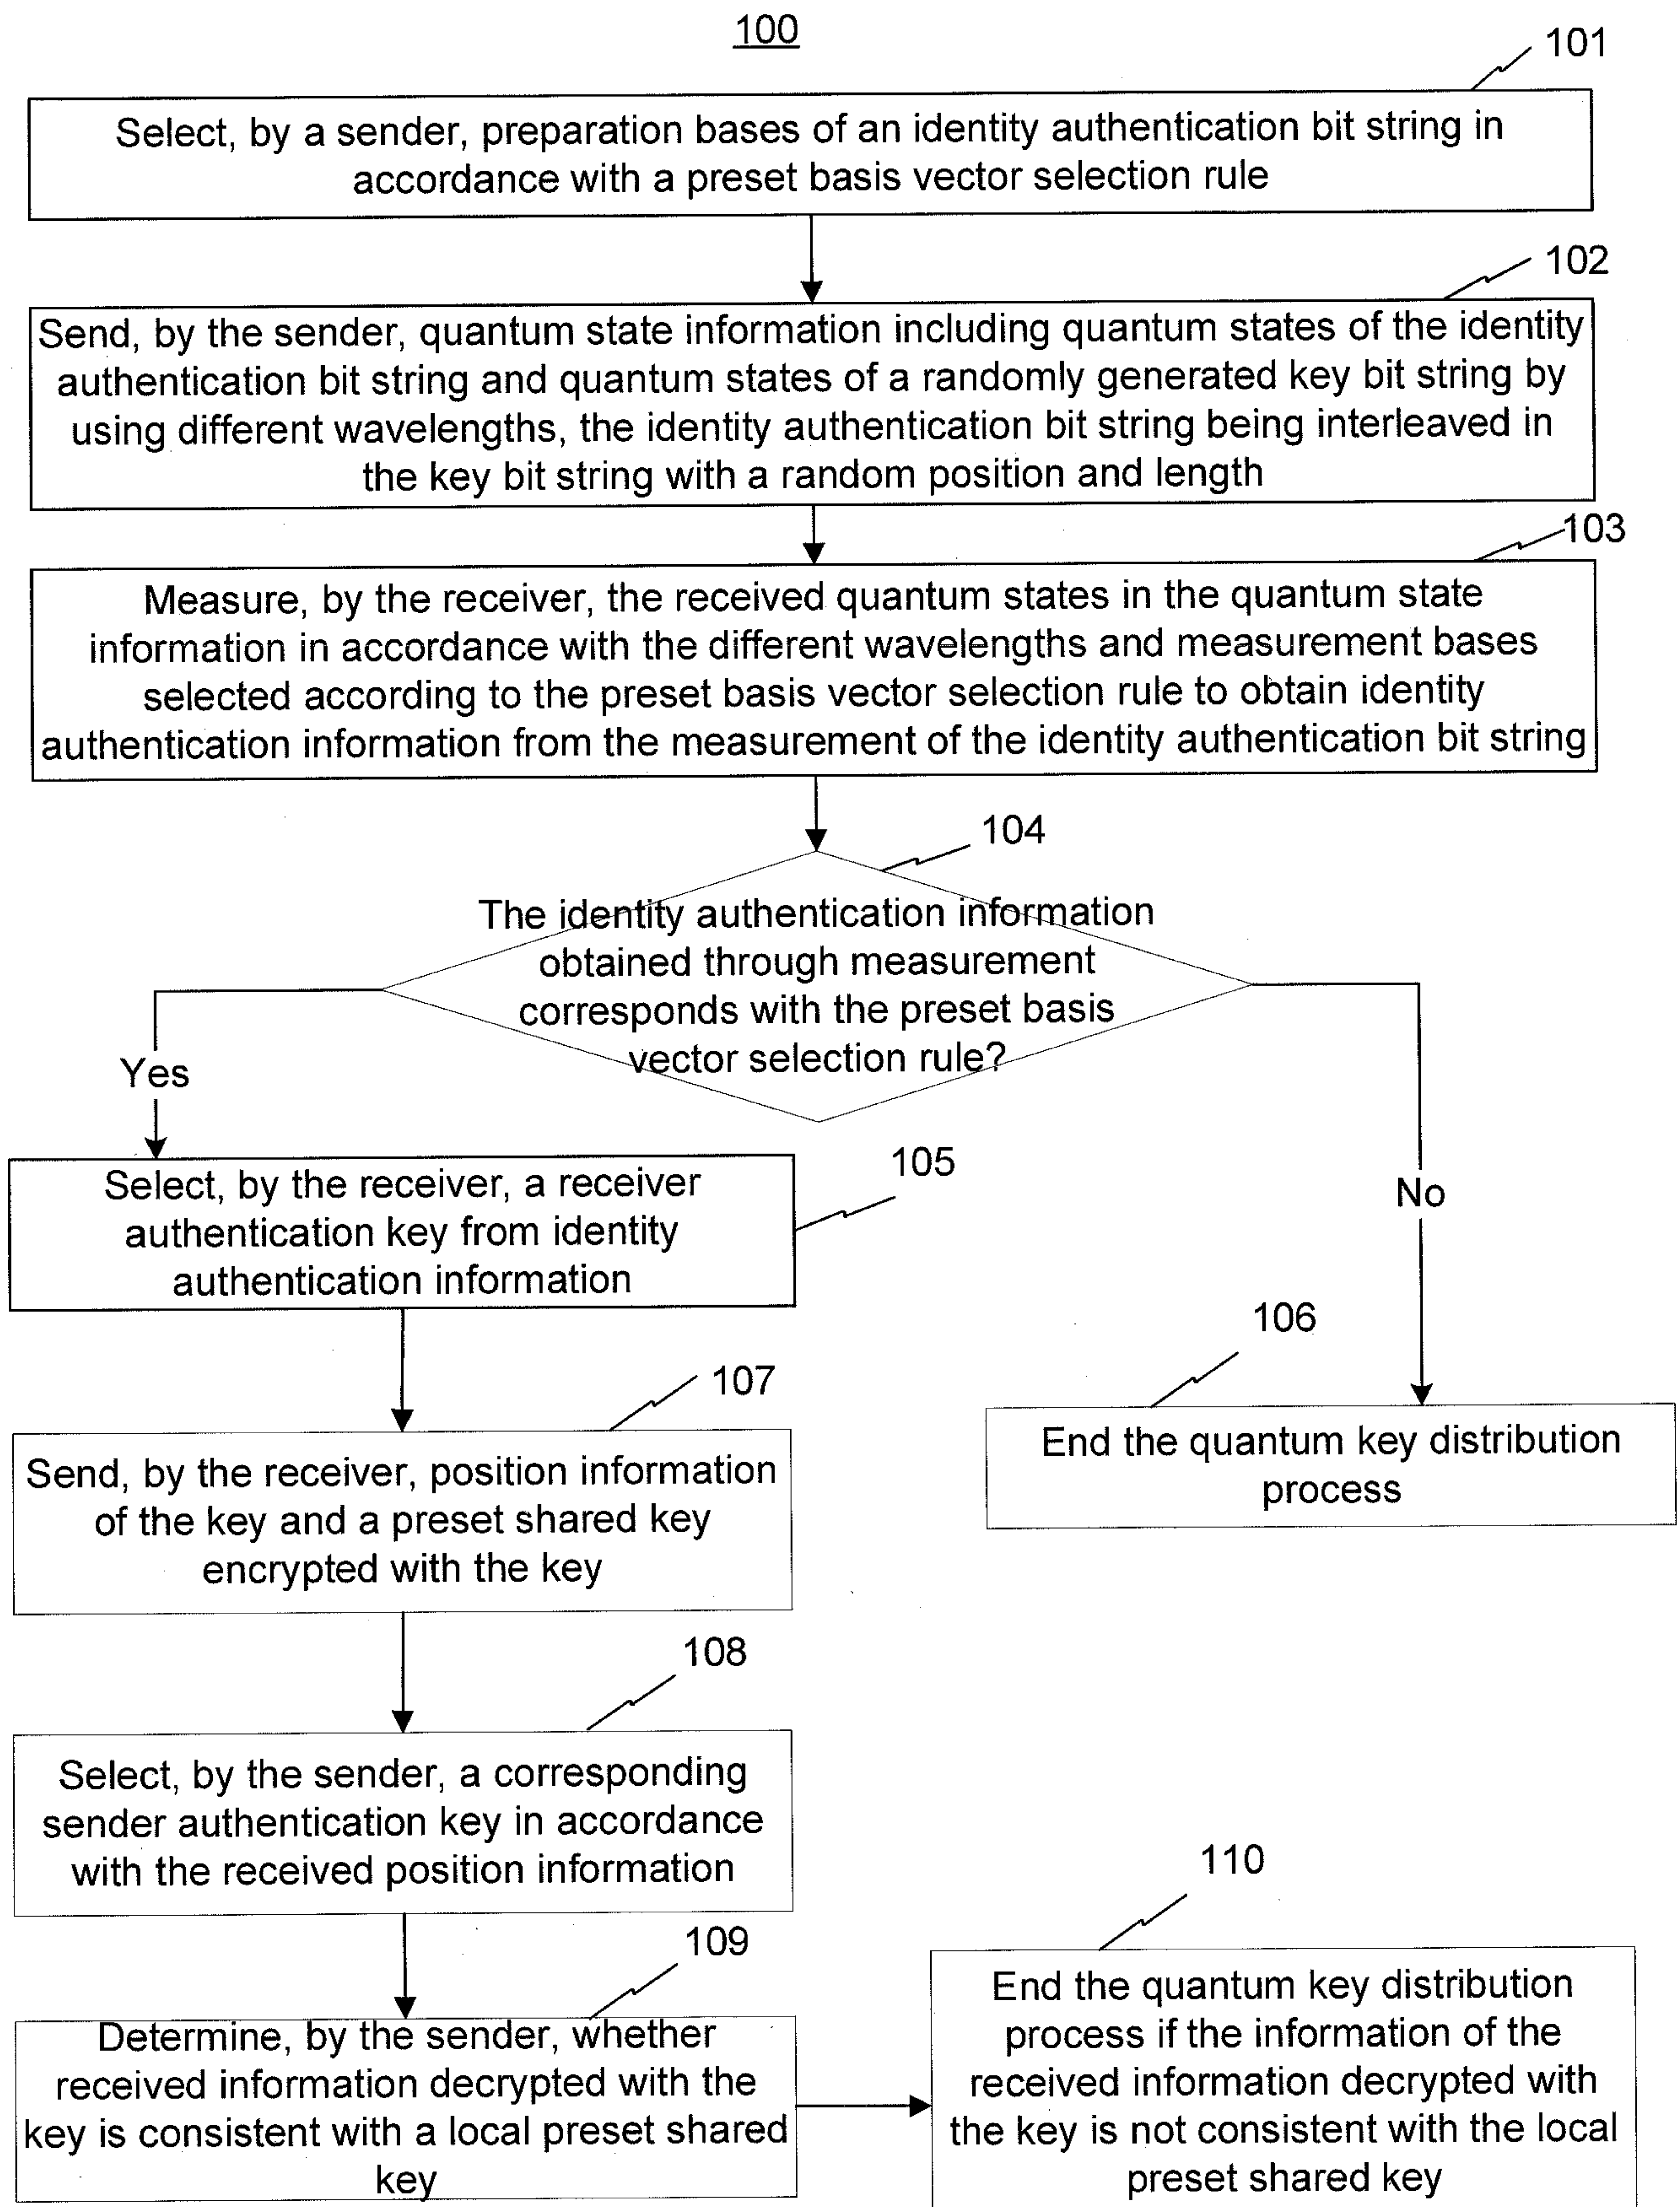 100
101
Select, by a sender, preparation bases of an identity authentication bit string in
accordance with a preset basis vector selection rule
102
Send, by the sender, quantum state information including quantum states of the identity
authentication bit string and quantum states of a randomly generated key bit string by
using different wavelengths, the identity authentication bit string being interleaved in
the key bit string with a random position and length
103
Measure, by the receiver, the received quantum states in the quantum state
information in accordance with the different wavelengths and measurement bases
selected according to the preset basis vector selection rule to obtain identity
authentication information from the measurement of the identity authentication bit string
104
The identity authentication information
obtained through measurement
corresponds with the preset basis
vector selection rule?
Yes
No
105
Select, by the receiver, a receiver
authentication key from identity
authentication information
106
End the quantum key distribution
process
107
Send, by the receiver, position information
of the key and a preset shared key
encrypted with the key
108
Select, by the sender, a corresponding
sender authentication key in accordance
with the received position information
109
Determine, by the sender, whether
received information decrypted with the
key is consistent with a local preset shared
key
110
End the quantum key distribution
process if the information of the
received information decrypted with
the key is not consistent with the local
preset shared key